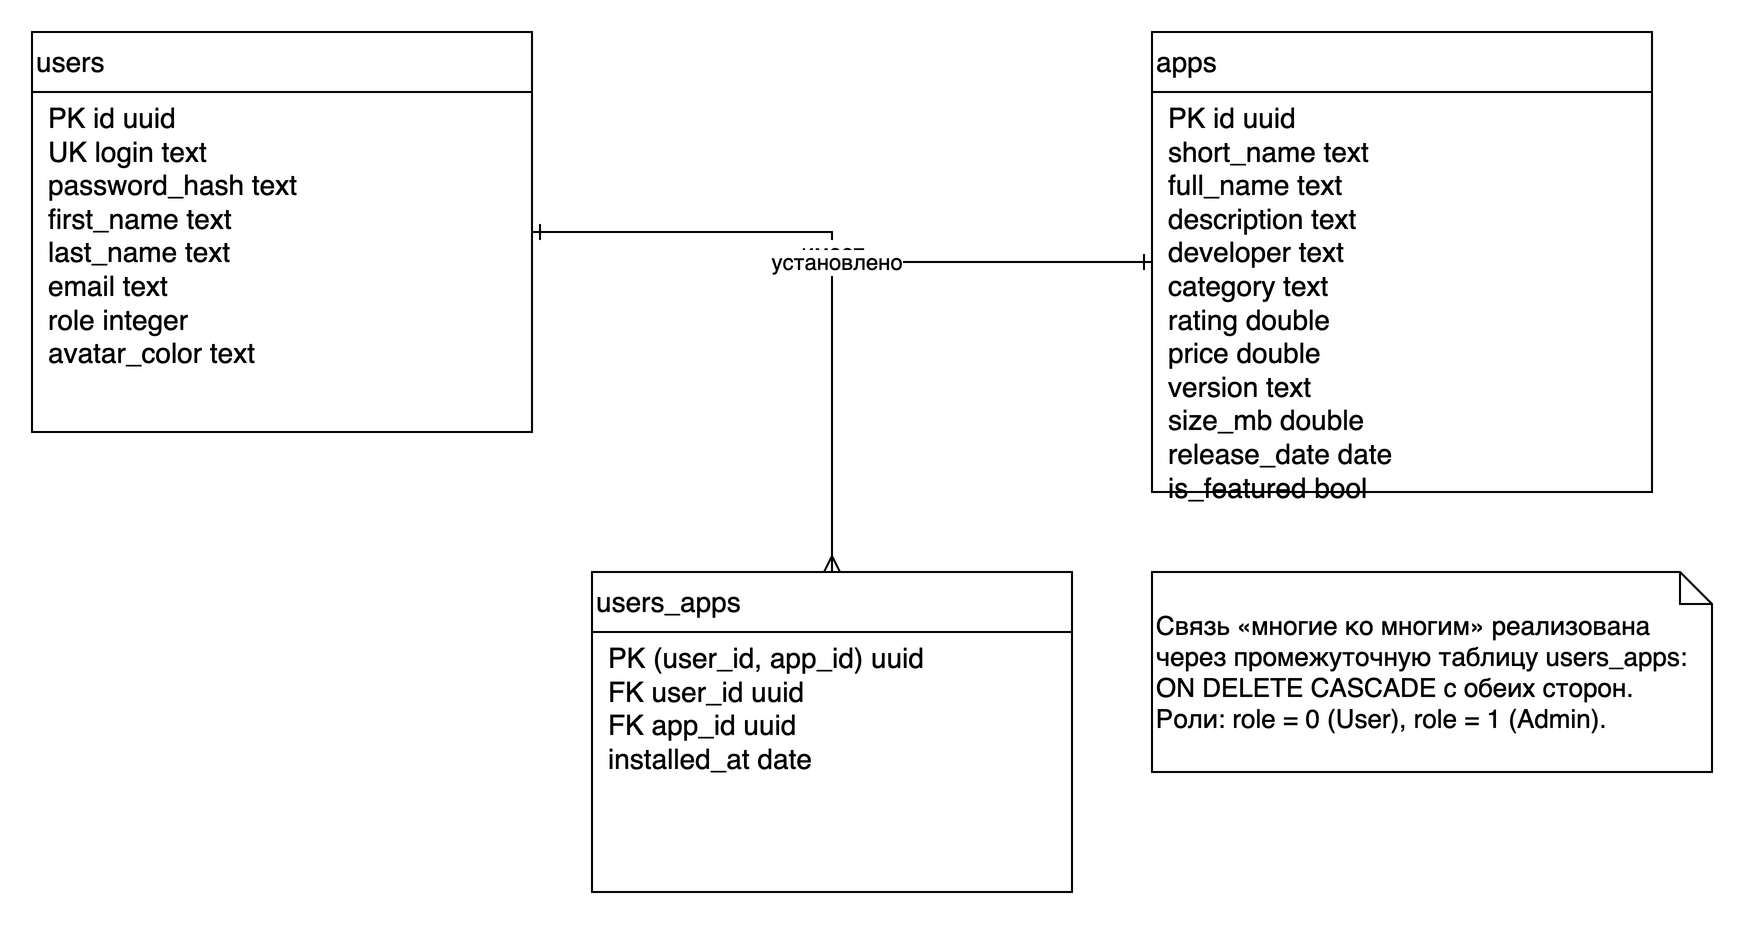 users
PK id uuid
UK login text
password_hash text
first_name text
last_name text
email text
role integer
avatar_color text
apps
PK id uuid
short_name text
full_name text
description text
developer text
category text
rating double
price double
version text
size_mb double
release_date date
is_featured bool
установлено
users_apps
PK (user_id, app_id) uuid
FK user_id uuid
FK app_id uuid
installed_at date
Связь «многие ко многим» реализована
через промежуточную таблицу users_apps:
ON DELETE CASCADE с обеих сторон.
Роли: role = 0 (User), role = 1 (Admin).